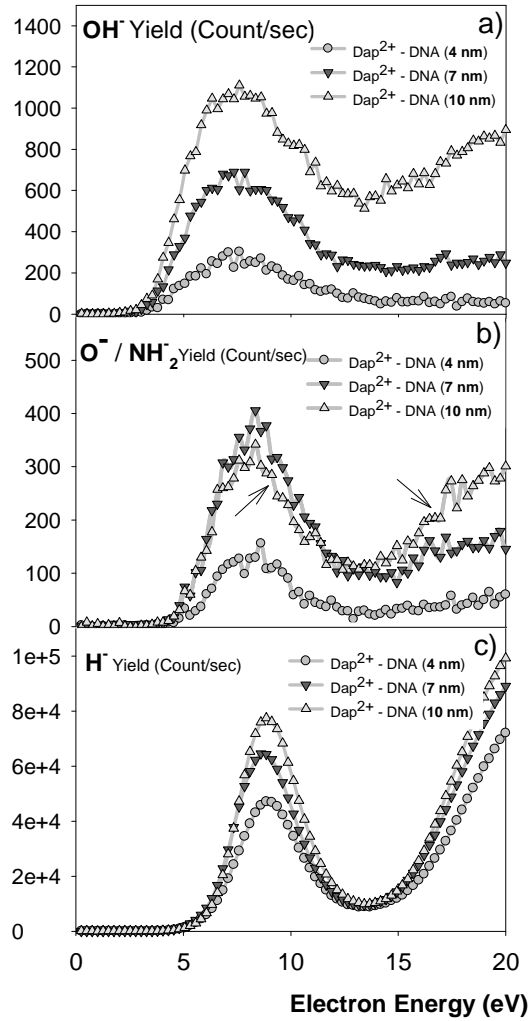 OH⁻ Yield (Count/sec)
a)
Dap²⁺ - DNA (4 nm)
Dap²⁺ - DNA (7 nm)
Dap²⁺ - DNA (10 nm)
1400
1200
1000
800
600
400
200
0
O⁻ / NH₂⁻ Yield (Count/sec)
b)
Dap²⁺ - DNA (4 nm)
Dap²⁺ - DNA (7 nm)
Dap²⁺ - DNA (10 nm)
500
400
300
200
100
0
H⁻ Yield (Count/sec)
c)
Dap²⁺ - DNA (4 nm)
Dap²⁺ - DNA (7 nm)
Dap²⁺ - DNA (10 nm)
1e+5
8e+4
6e+4
4e+4
2e+4
0
0 5 10 15 20
Electron Energy (eV)